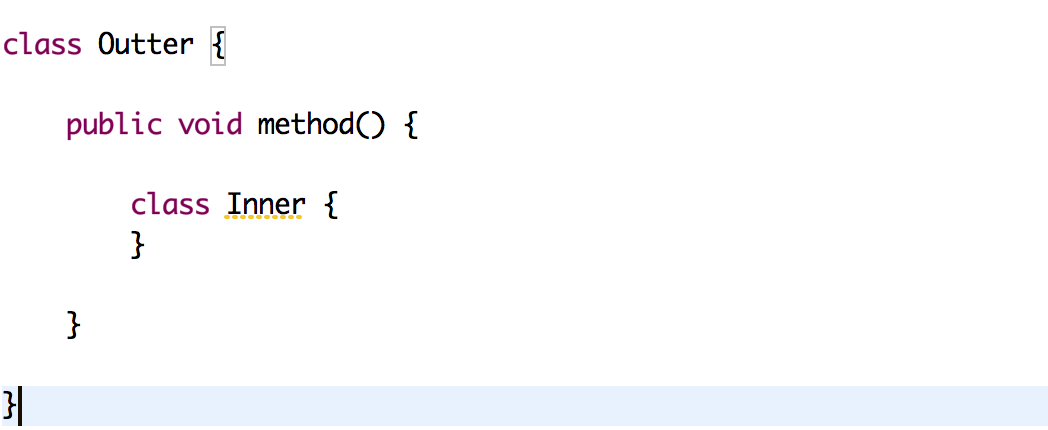 class Outter {
public void method() {
class Inner {
}
}
}